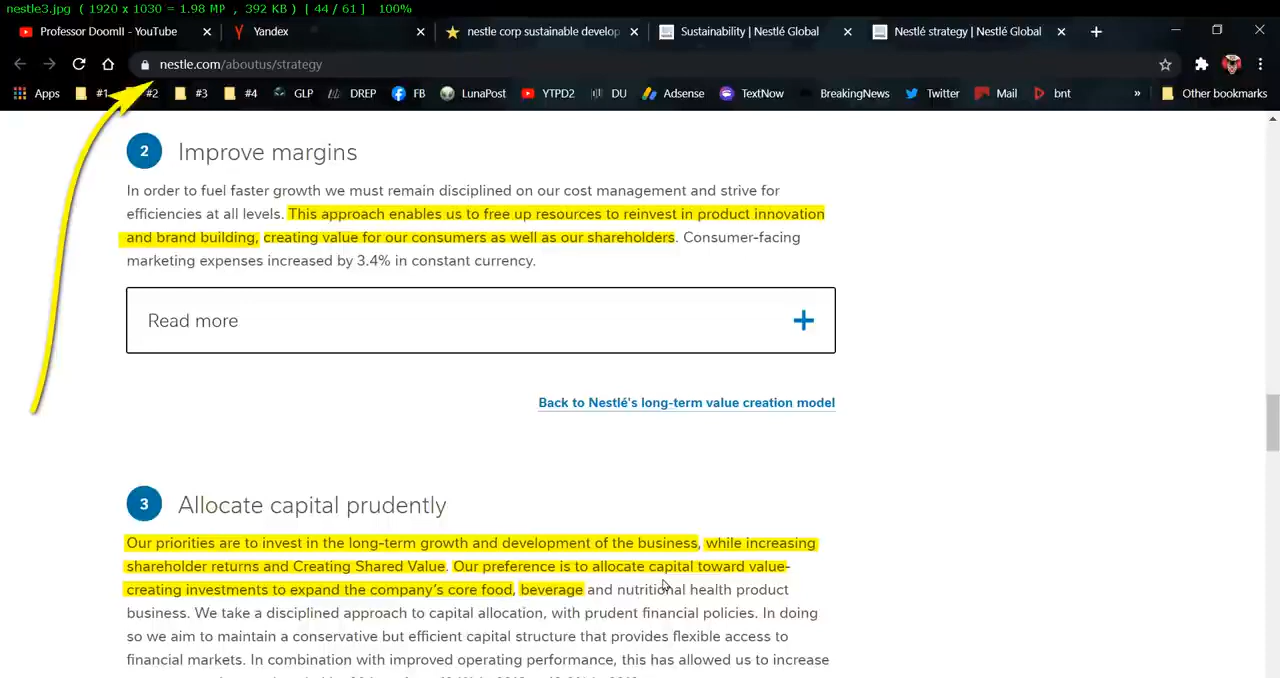 nestle3.jpg ( 1920 x 1030 = 1.98 MP , 392 KB ) [ 44 / 61 ] 100%
Professor DoomII - YouTube
Yandex
nestle corp sustainable develop
Sustainability | Nestlé Global
Nestlé strategy | Nestlé Global
nestle.com/aboutus/strategy
Apps #1 #2 #3 #4 GLP DREP FB LunaPost YTPD2 DU Adsense TextNow BreakingNews Twitter Mail bnt » Other bookmarks
2 Improve margins
In order to fuel faster growth we must remain disciplined on our cost management and strive for
efficiencies at all levels. This approach enables us to free up resources to reinvest in product innovation
and brand building, creating value for our consumers as well as our shareholders. Consumer-facing
marketing expenses increased by 3.4% in constant currency.
Read more
Back to Nestlé's long-term value creation model
3 Allocate capital prudently
Our priorities are to invest in the long-term growth and development of the business, while increasing
shareholder returns and Creating Shared Value. Our preference is to allocate capital toward value-
creating investments to expand the company's core food, beverage and nutritional health product
business. We take a disciplined approach to capital allocation, with prudent financial policies. In doing
so we aim to maintain a conservative but efficient capital structure that provides flexible access to
financial markets. In combination with improved operating performance, this has allowed us to increase